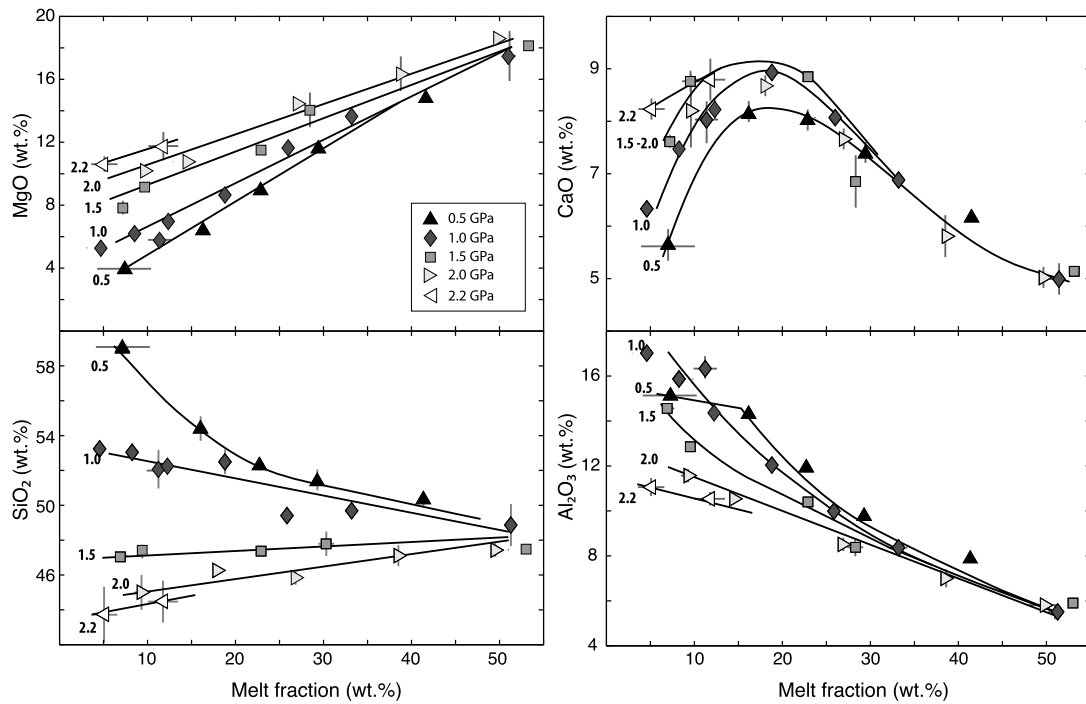 20
16
12
8
4
MgO (wt.%)
2.2
2.0
1.5
1.0
0.5
0.5 GPa
1.0 GPa
1.5 GPa
2.0 GPa
2.2 GPa
9
7
5
CaO (wt.%)
2.2
1.5 -2.0
1.0
0.5
58
54
50
46
SiO2 (wt.%)
0.5
1.0
1.5
2.0
2.2
10 20 30 40 50
Melt fraction (wt.%)
16
12
8
4
Al2O3 (wt.%)
1.0
0.5
1.5
2.0
2.2
10 20 30 40 50
Melt fraction (wt.%)